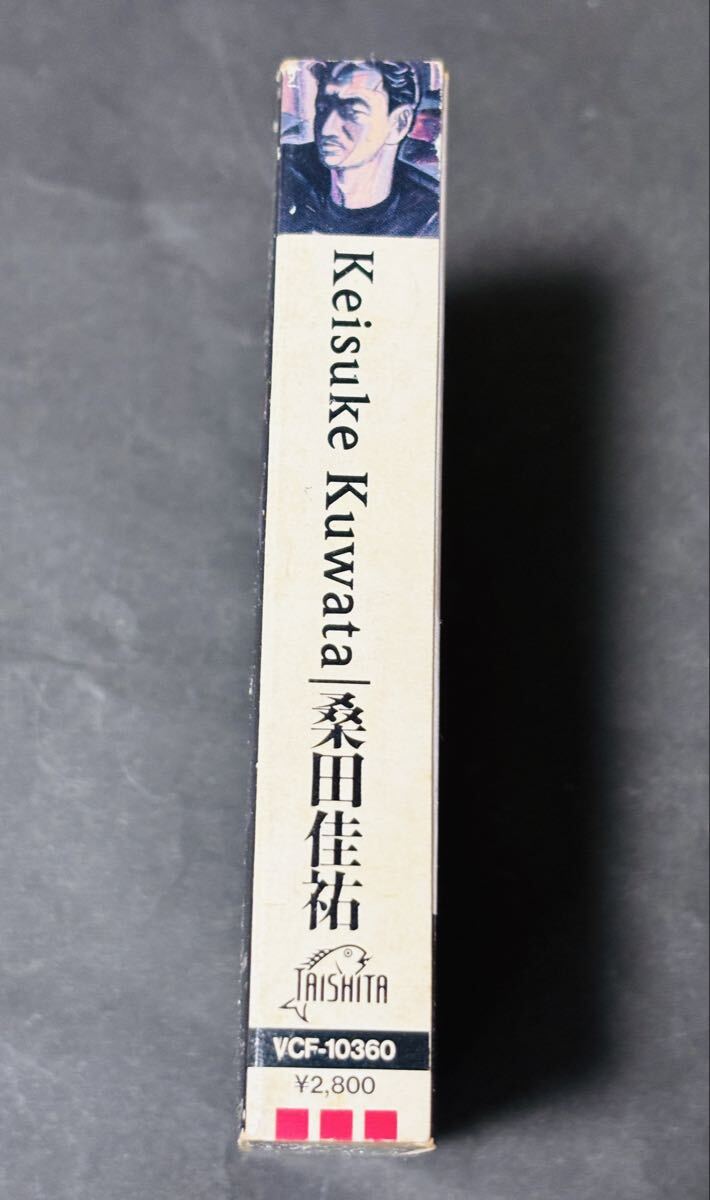 Keisuke Kuwata|桑田佳祐
TAISHITA
VCF-10360
¥2,800